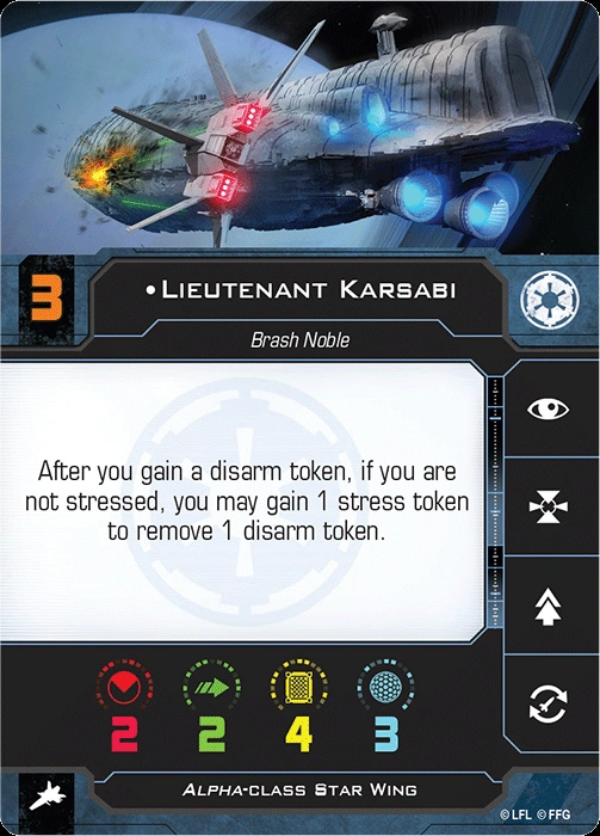 3
•Lieutenant Karsabi
Brash Noble
After you gain a disarm token, if you are
not stressed, you may gain 1 stress token
to remove 1 disarm token.
2 2 4 3
Alpha-class Star Wing
©LFL ©FFG